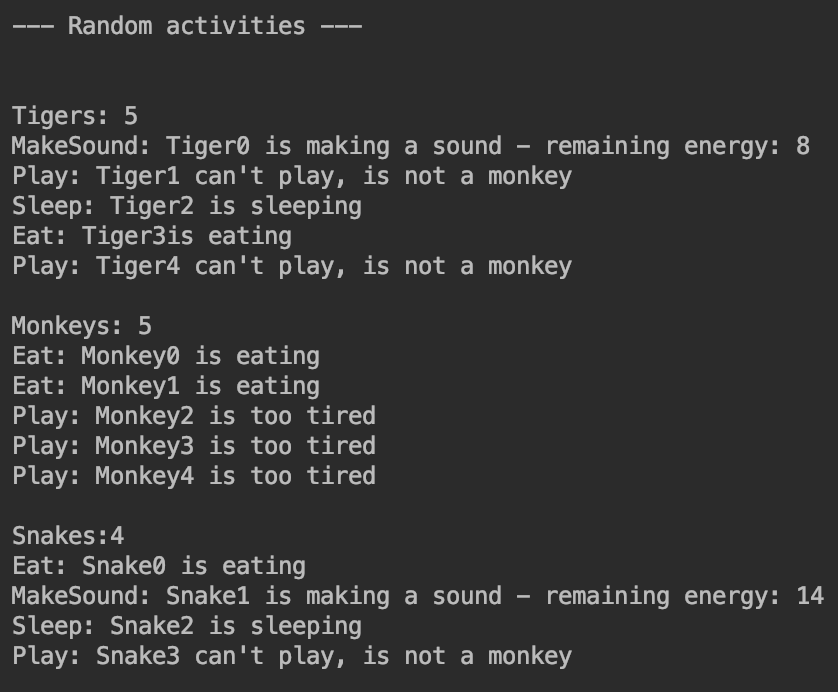 --- Random activities ---
Tigers: 5
MakeSound: Tiger0 is making a sound - remaining energy: 8
Play: Tiger1 can't play, is not a monkey
Sleep: Tiger2 is sleeping
Eat: Tiger3is eating
Play: Tiger4 can't play, is not a monkey
Monkeys: 5
Eat: Monkey0 is eating
Eat: Monkey1 is eating
Play: Monkey2 is too tired
Play: Monkey3 is too tired
Play: Monkey4 is too tired
Snakes:4
Eat: Snake0 is eating
MakeSound: Snake1 is making a sound - remaining energy: 14
Sleep: Snake2 is sleeping
Play: Snake3 can't play, is not a monkey